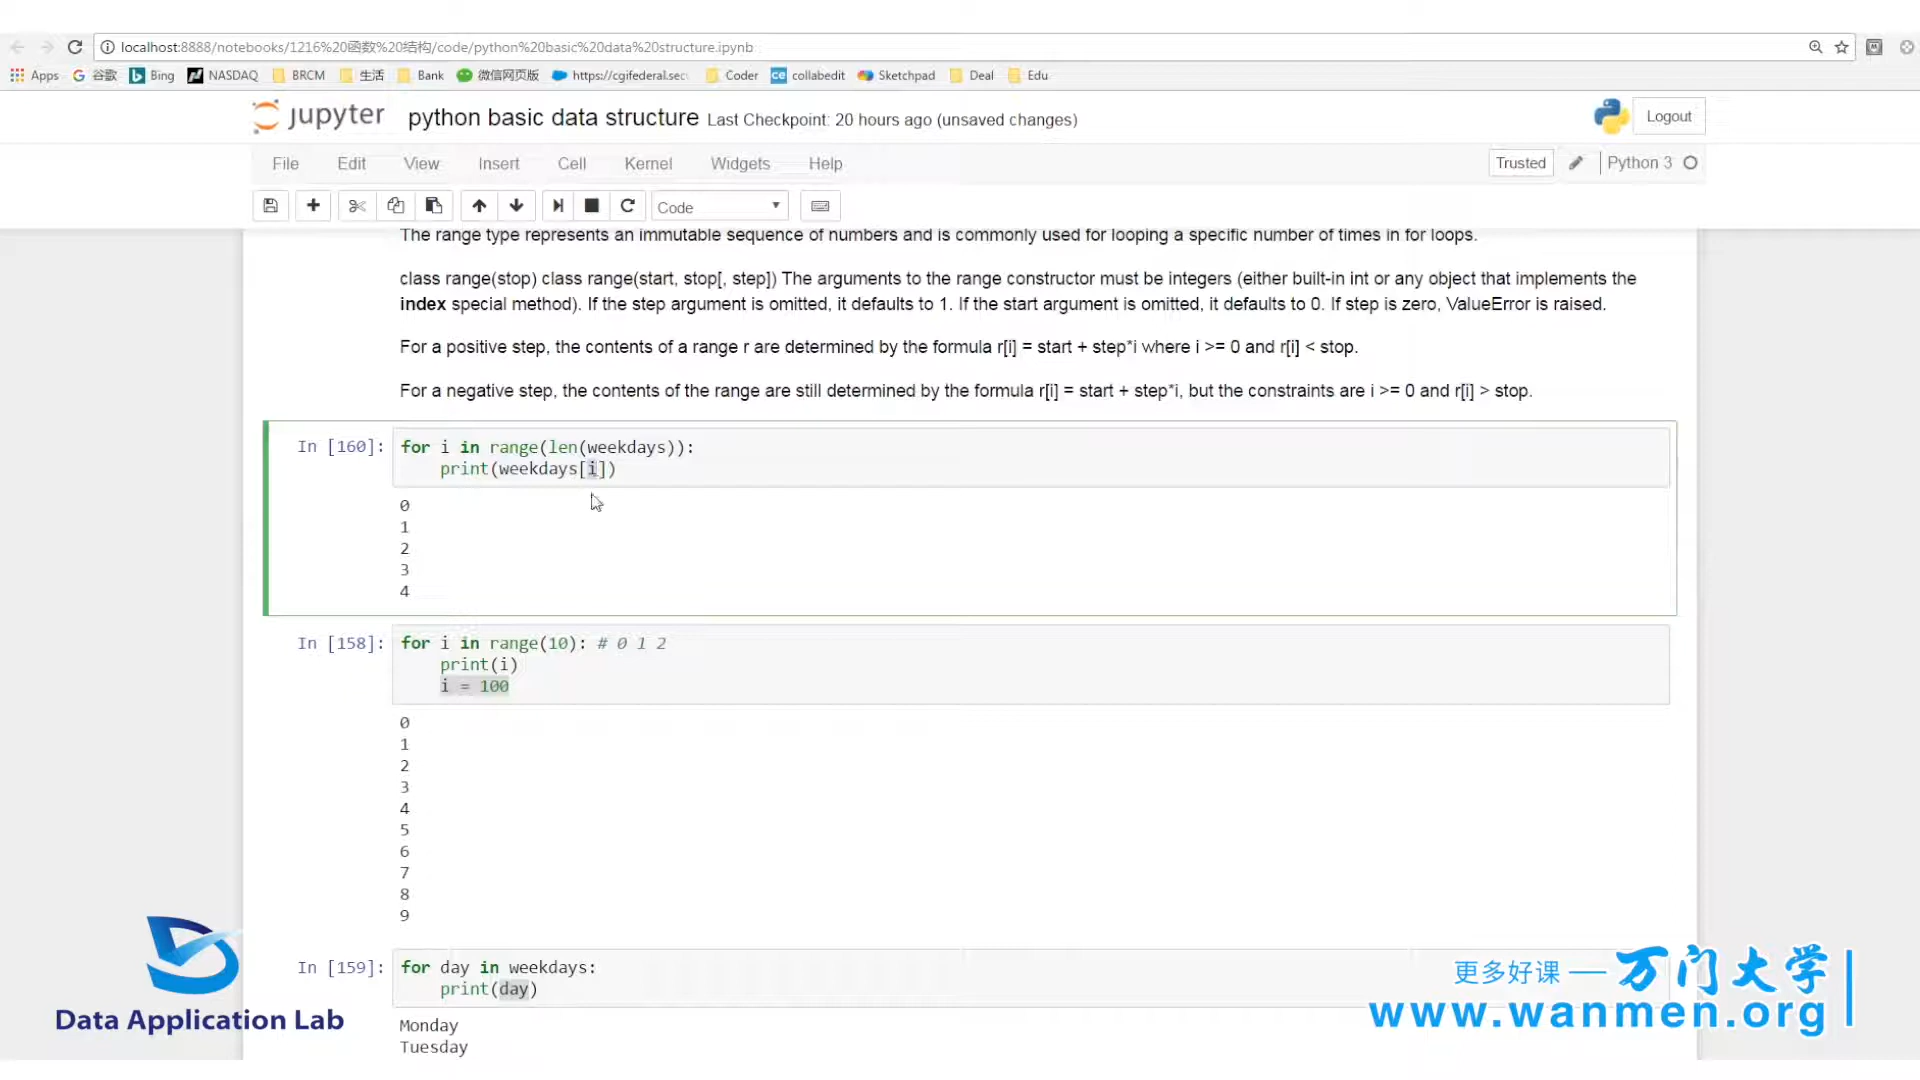 localhost:8888/notebooks/1216%20函数%20结构/code/python%20basic%20data%20structure.ipynb
Apps 谷歌 Bing NASDAQ BRCM 生活 Bank 微信网页版 https://cgifederal.sec Coder collabedit Sketchpad Deal Edu
jupyter python basic data structure Last Checkpoint: 20 hours ago (unsaved changes) Logout
File Edit View Insert Cell Kernel Widgets Help Trusted Python 3
Code
The range type represents an immutable sequence of numbers and is commonly used for looping a specific number of times in for loops.
class range(stop) class range(start, stop[, step]) The arguments to the range constructor must be integers (either built-in int or any object that implements the
index special method). If the step argument is omitted, it defaults to 1. If the start argument is omitted, it defaults to 0. If step is zero, ValueError is raised.
For a positive step, the contents of a range r are determined by the formula r[i] = start + step*i where i >= 0 and r[i] < stop.
For a negative step, the contents of the range are still determined by the formula r[i] = start + step*i, but the constraints are i >= 0 and r[i] > stop.
In [160]: for i in range(len(weekdays)):
print(weekdays[i])
0
1
2
3
4
In [158]: for i in range(10): # 0 1 2
print(i)
i = 100
0
1
2
3
4
5
6
7
8
9
In [159]: for day in weekdays:
print(day)
Monday
Tuesday
Data Application Lab
更多好课 — 万门大学
www.wanmen.org